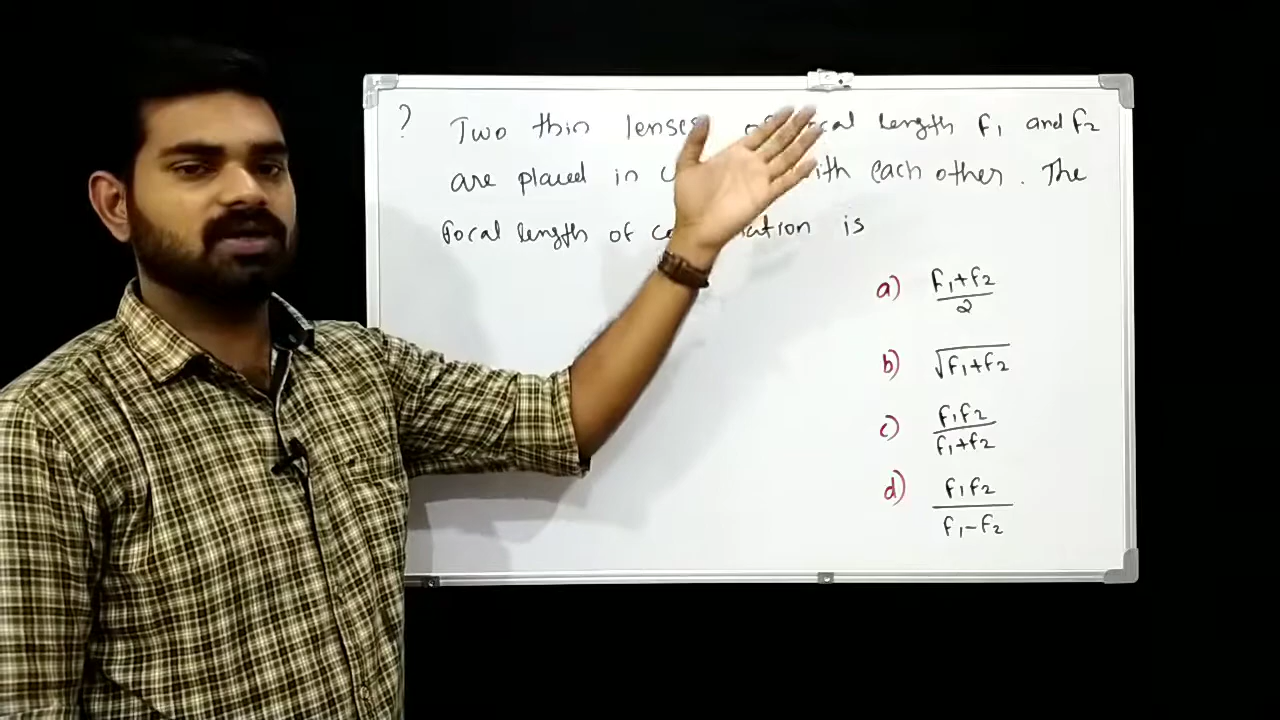 ? Two thin lenses of focal length f₁ and f₂
are placed in with each other. The
focal length of is
a) f₁+f₂ / 2
b) √f₁+f₂
c) f₁f₂ / f₁+f₂
d) f₁f₂ / f₁-f₂